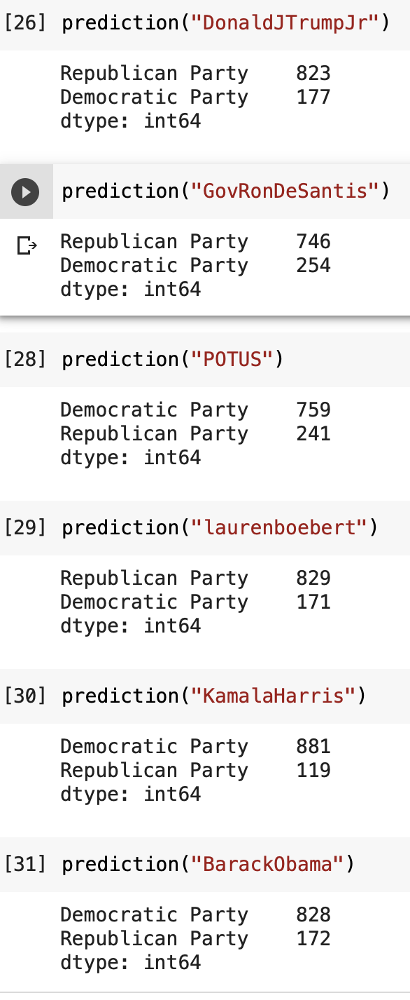 [26] prediction("DonaldJTrumpJr")
Republican Party 823
Democratic Party 177
dtype: int64
prediction("GovRonDeSantis")
Republican Party 746
Democratic Party 254
dtype: int64
[28] prediction("POTUS")
Democratic Party 759
Republican Party 241
dtype: int64
[29] prediction("laurenboebert")
Republican Party 829
Democratic Party 171
dtype: int64
[30] prediction("KamalaHarris")
Democratic Party 881
Republican Party 119
dtype: int64
[31] prediction("BarackObama")
Democratic Party 828
Republican Party 172
dtype: int64